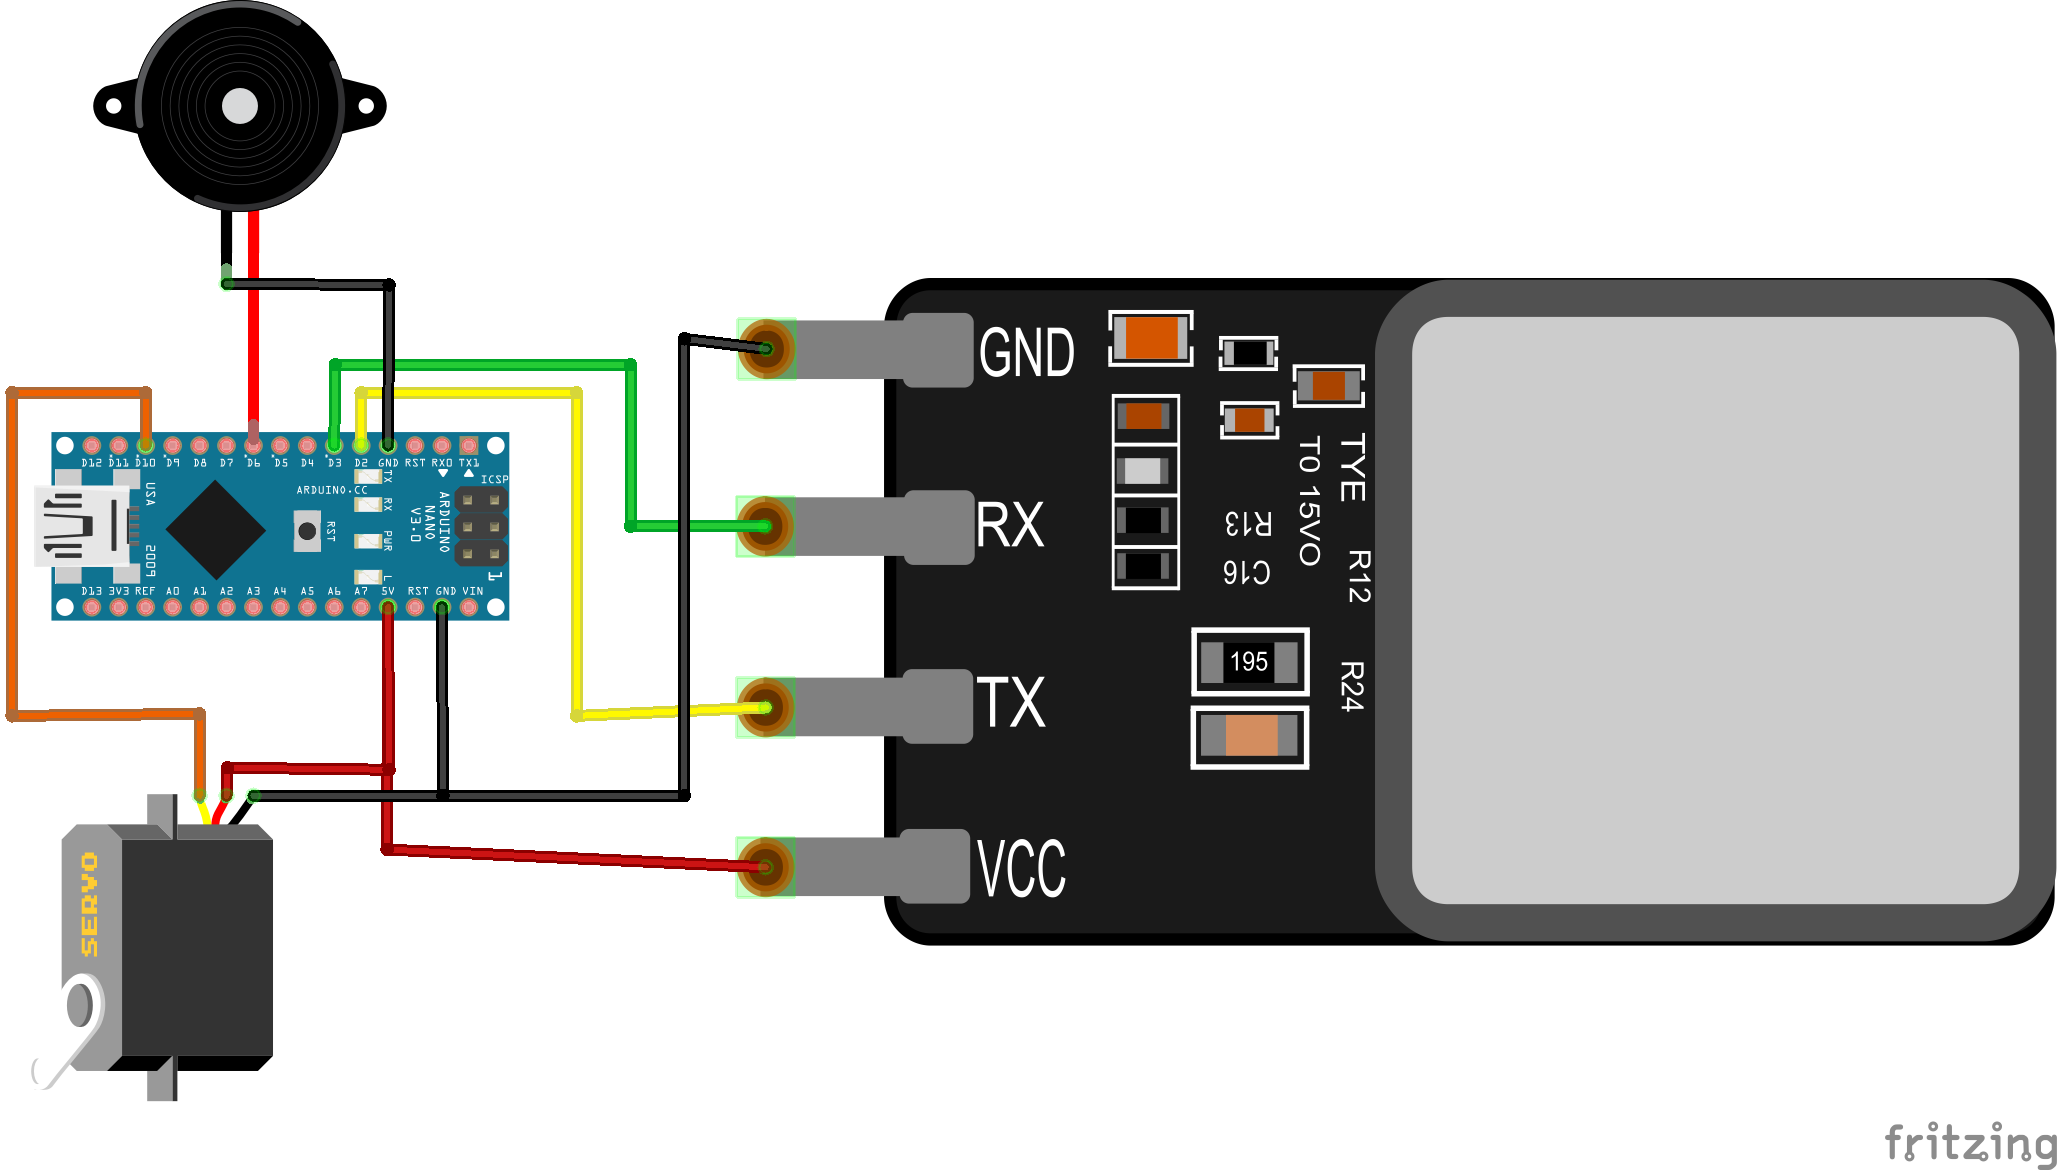 D12 D11 D10 D9 D8 D7 D6 D5 D4 D3 D2 GND RST RX0 TX1
TX
RX
PWR
L
ARDUINO.CC
RST
USA
2005
ICSP
ARDUINO
NANO
V3.0
1
D13 3V3 REF A0 A1 A2 A3 A4 A5 A6 A7 5V RST GND VIN
SERVO
GND
RX
TX
VCC
TYE
T0 15VO
R13
C16
R12
R24
195
fritzing